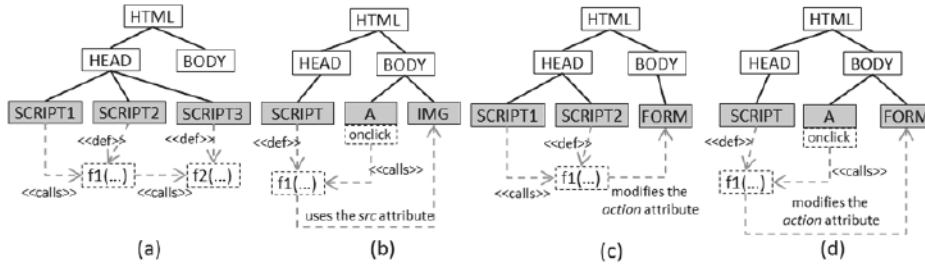 HTML
HEAD
BODY
SCRIPT1
SCRIPT2
SCRIPT3
<<def>>
<<def>>
f1(...)
f2(...)
<<calls>>
<<calls>>
(a)
HTML
HEAD
BODY
SCRIPT
A
IMG
onclick
<<def>>
f1(...)
<<calls>>
uses the src attribute
(b)
HTML
HEAD
BODY
SCRIPT1
SCRIPT2
FORM
<<def>>
f1(...)
<<calls>>
modifies the
action attribute
(c)
HTML
HEAD
BODY
SCRIPT
A
FORM
onclick
<<def>>
f1(...)
<<calls>>
modifies the
action attribute
(d)